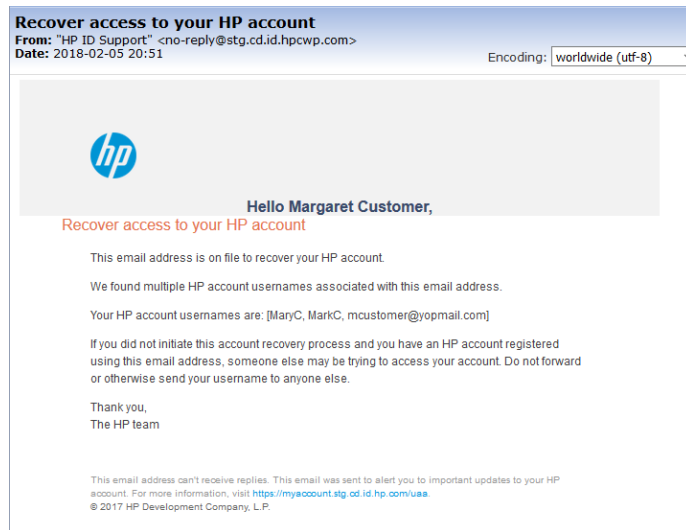 Recover access to your HP account
From: "HP ID Support" <no-reply@stg.cd.id.hpcwp.com>
Date: 2018-02-05 20:51
Encoding: worldwide (utf-8)
hp
Hello Margaret Customer,
Recover access to your HP account
This email address is on file to recover your HP account.
We found multiple HP account usernames associated with this email address.
Your HP account usernames are: [MaryC, MarkC, mcustomer@yopmail.com]
If you did not initiate this account recovery process and you have an HP account registered
using this email address, someone else may be trying to access your account. Do not forward
or otherwise send your username to anyone else.
Thank you,
The HP team
This email address can't receive replies. This email was sent to alert you to important updates to your HP
account. For more information, visit https://myaccount.stg.cd.id.hp.com/uaa.
© 2017 HP Development Company, L.P.